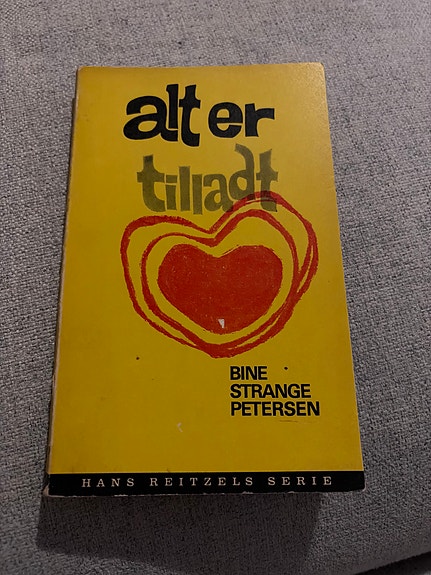 alt er
tilladt
BINE
STRANGE
PETERSEN
HANS REITZELS SERIE